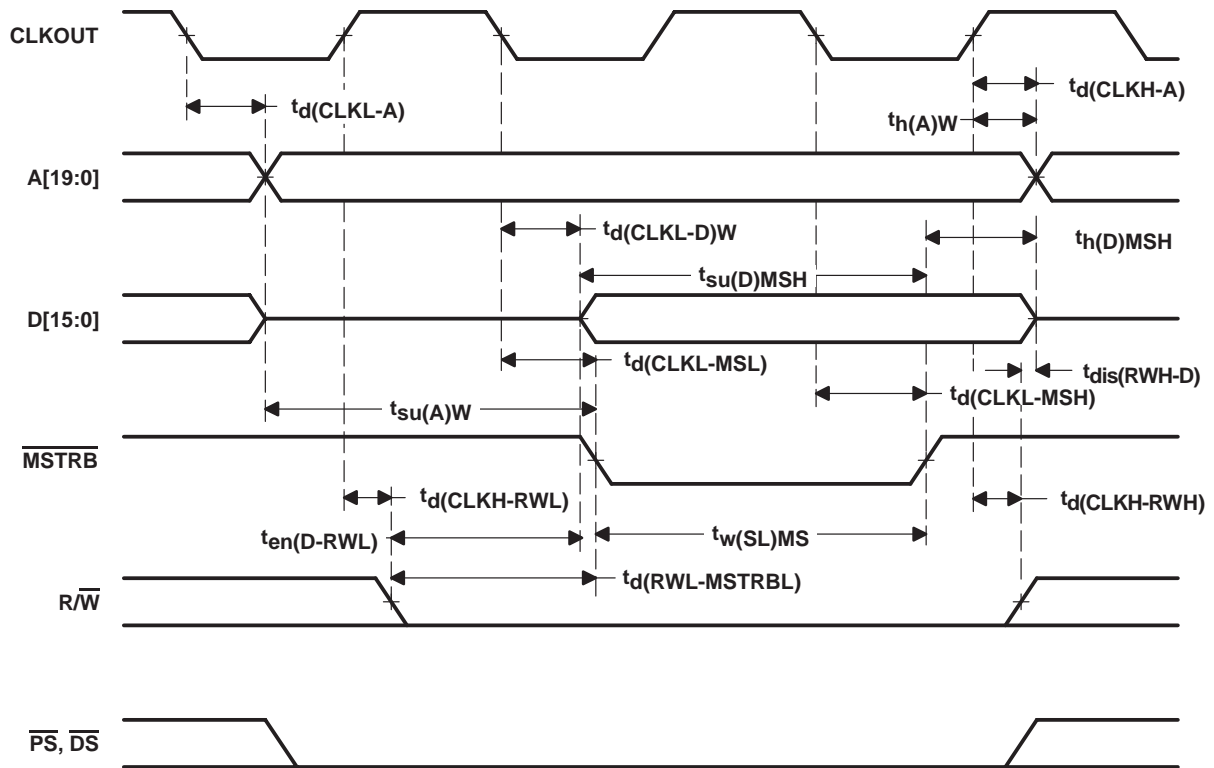 CLKOUT
td(CLKL-A)
td(CLKH-A)
th(A)W
A[19:0]
td(CLKL-D)W
th(D)MSH
tsu(D)MSH
D[15:0]
td(CLKL-MSL)
tdis(RWH-D)
td(CLKL-MSH)
tsu(A)W
MSTRB
td(CLKH-RWL)
td(CLKH-RWH)
ten(D-RWL)
tw(SL)MS
td(RWL-MSTRBL)
R/W
PS, DS